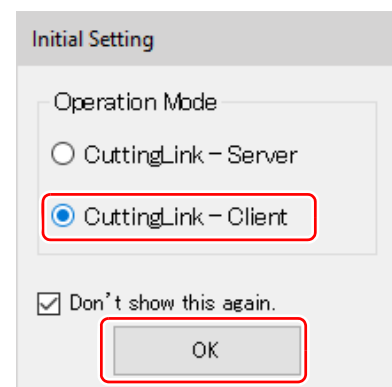 Initial Setting
Operation Mode
CuttingLink－Server
CuttingLink－Client
Don't show this again.
OK